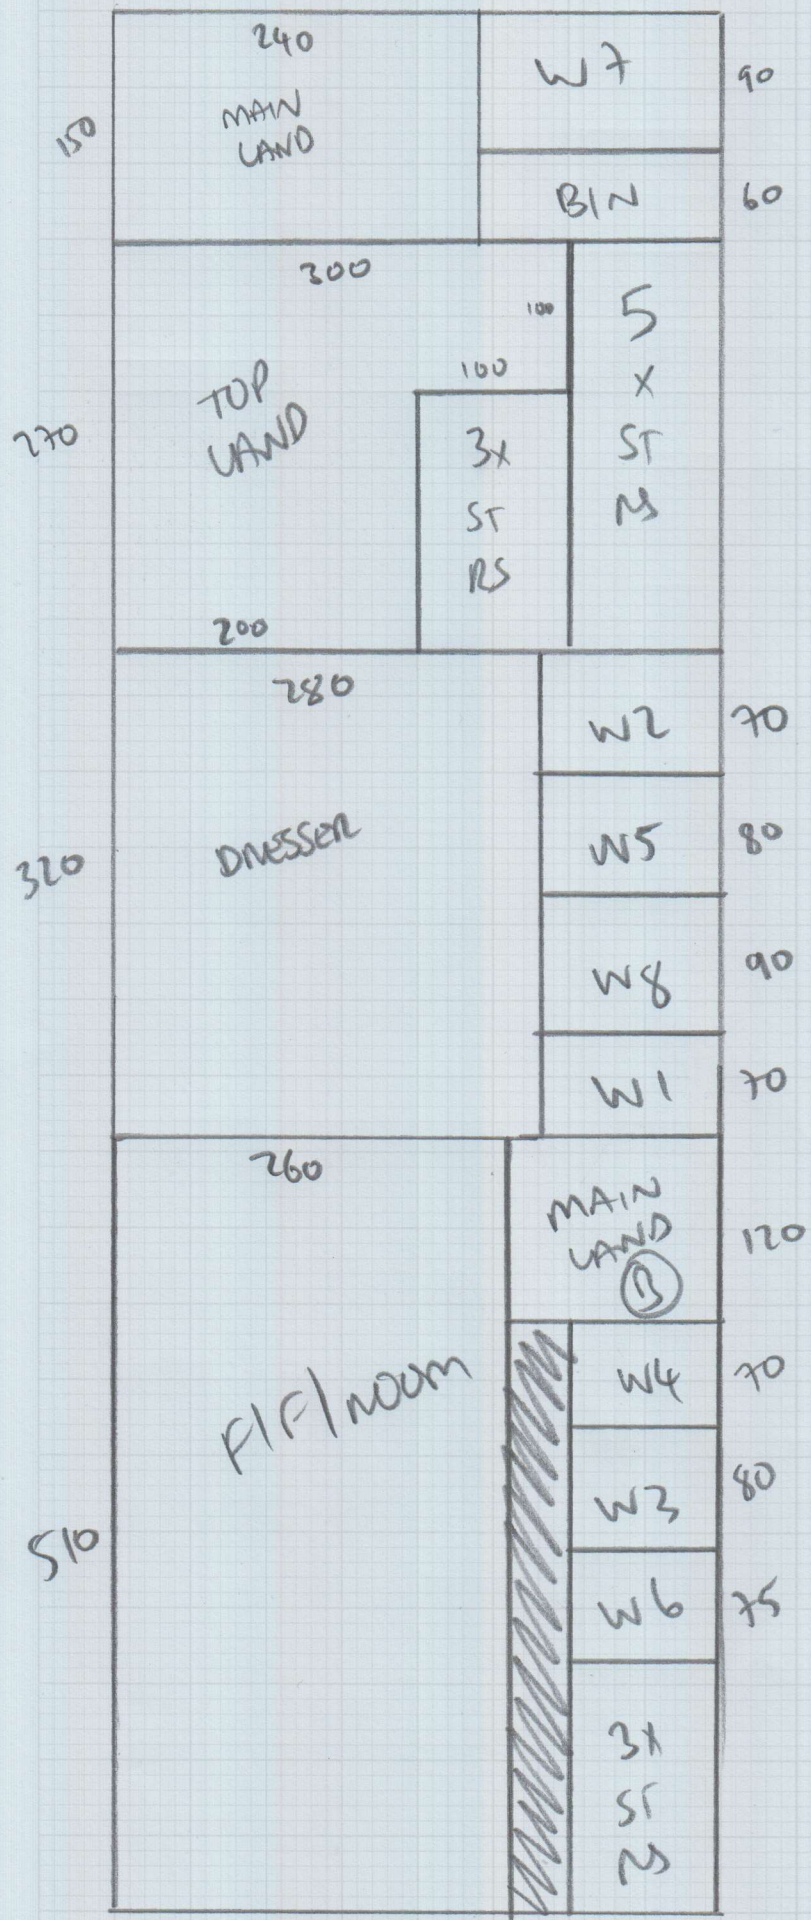 240
W7
90
150
MAIN
LAND
BIN
60
300
100
5
X
ST
RS
100
TOP
LAND
270
3X
ST
RS
200
280
W2
70
DRESSER
W5
80
320
W8
90
W1
70
260
MAIN
LAND
B
120
F/F/ROOM
W4
70
W3
80
510
W6
75
3X
ST
RS